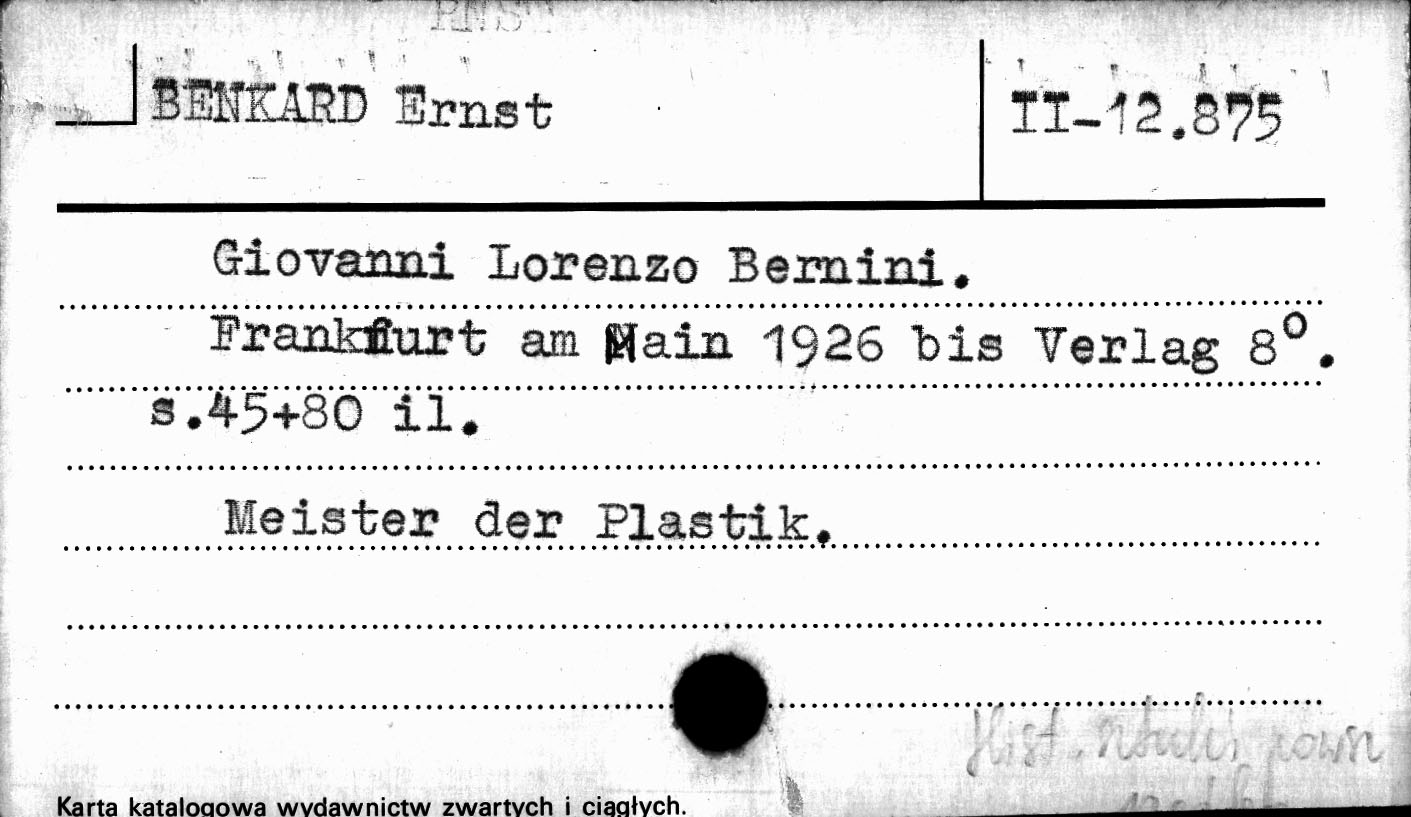 BENKARD Ernst
II-12.875
Giovanni Lorenzo Bernini.
Frankfurt am Main 1926 bis Verlag 8°.
s.45+80 il.
Meister der Plastik.
Hist.
Karta katalogowa wydawnictw zwartych i ciągłych.